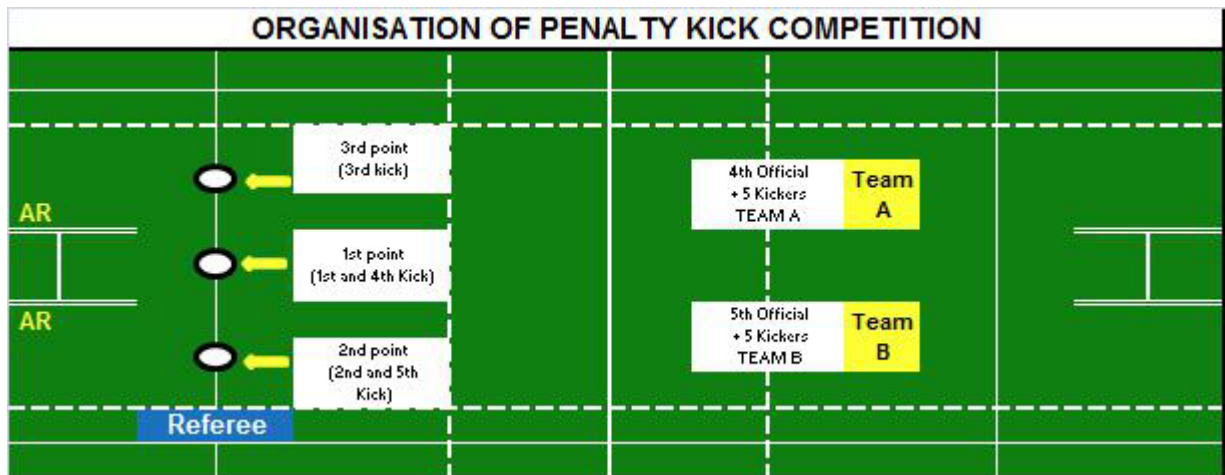 ORGANISATION OF PENALTY KICK COMPETITION
3rd point
(3rd kick)
4th Official
+ 5 Kickers
TEAM A
Team
A
AR
1st point
(1st and 4th Kick)
AR
5th Official
+ 5 Kickers
TEAM B
Team
B
2nd point
(2nd and 5th
Kick)
Referee